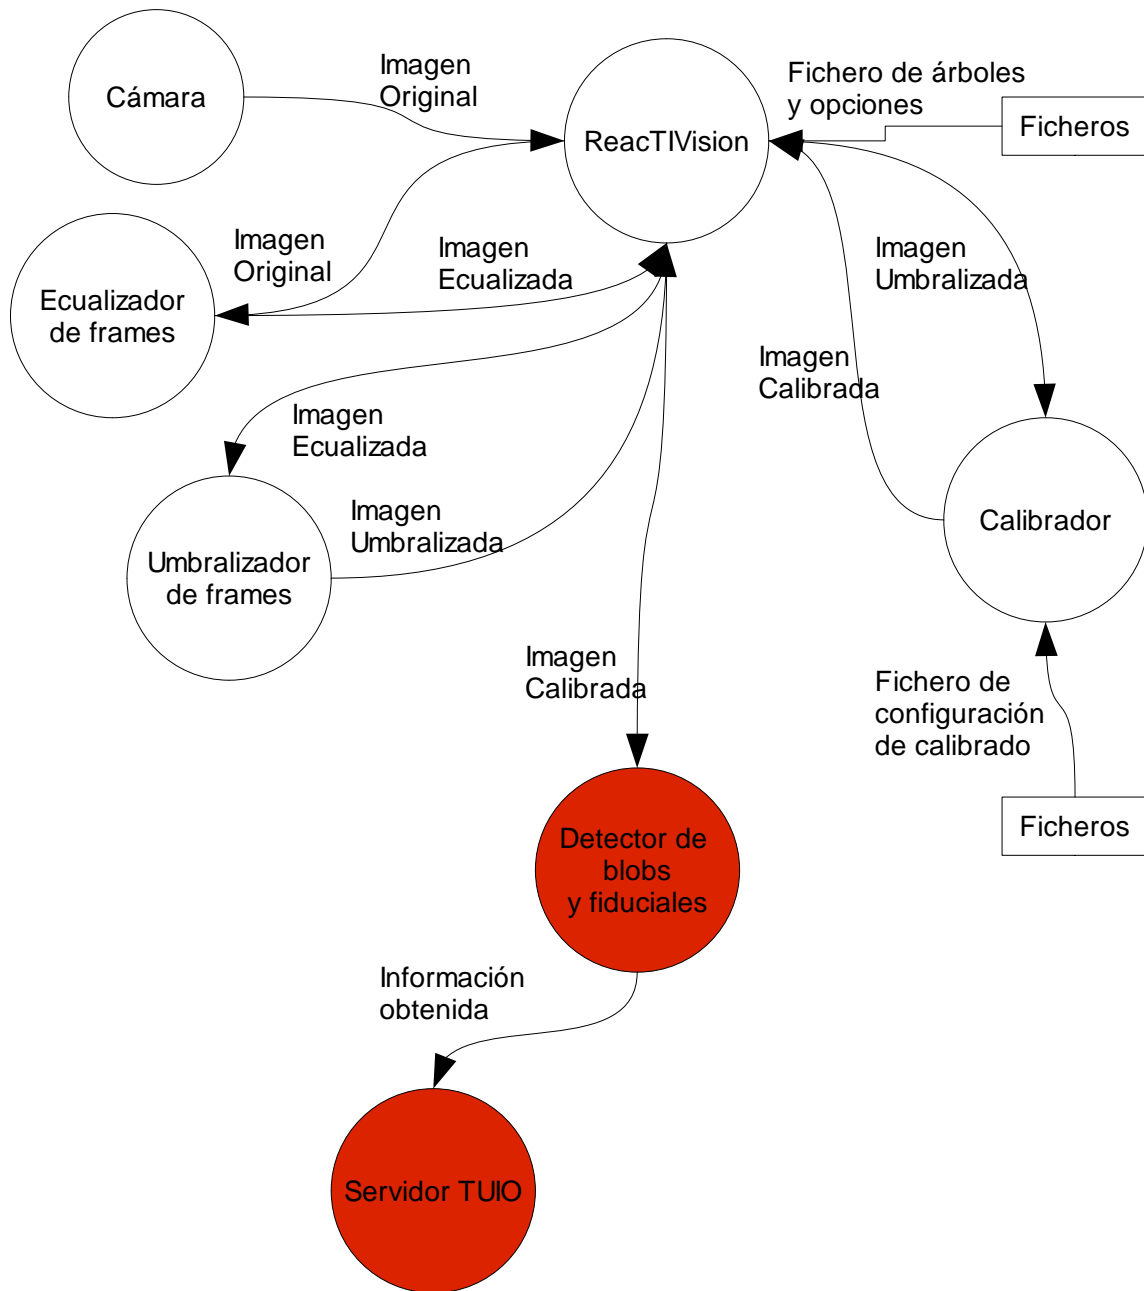 Imagen
Original
Cámara
ReacTIVision
Fichero de árboles
y opciones
Ficheros
Imagen
Original
Imagen
Ecualizada
Imagen
Umbralizada
Ecualizador
de frames
Imagen
Calibrada
Imagen
Ecualizada
Imagen
Umbralizada
Calibrador
Umbralizador
de frames
Imagen
Calibrada
Fichero de
configuración
de calibrado
Ficheros
Detector de
blobs
y fiduciales
Información
obtenida
Servidor TUIO